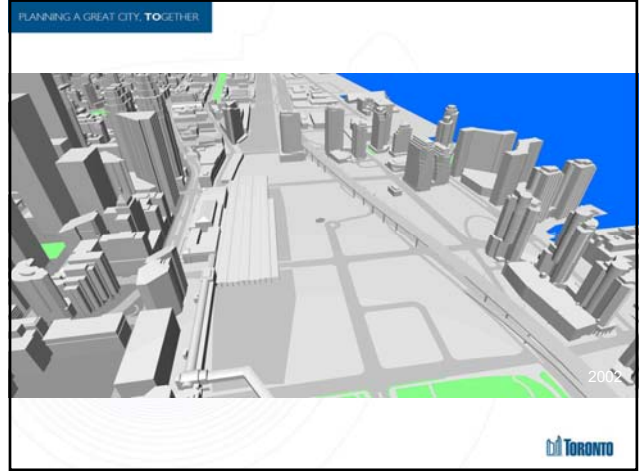 PLANNING A GREAT CITY, TOGETHER
2002
TORONTO